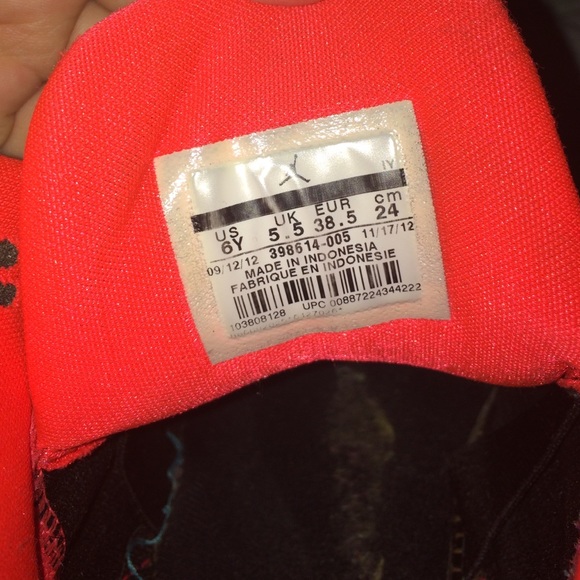 IY
US UK EUR cm
6Y 5.5 38.5 24
09/12/12 398614-005 11/17/12
MADE IN INDONESIA
FABRIQUE EN INDONESIE
103808128 UPC 00887224344222